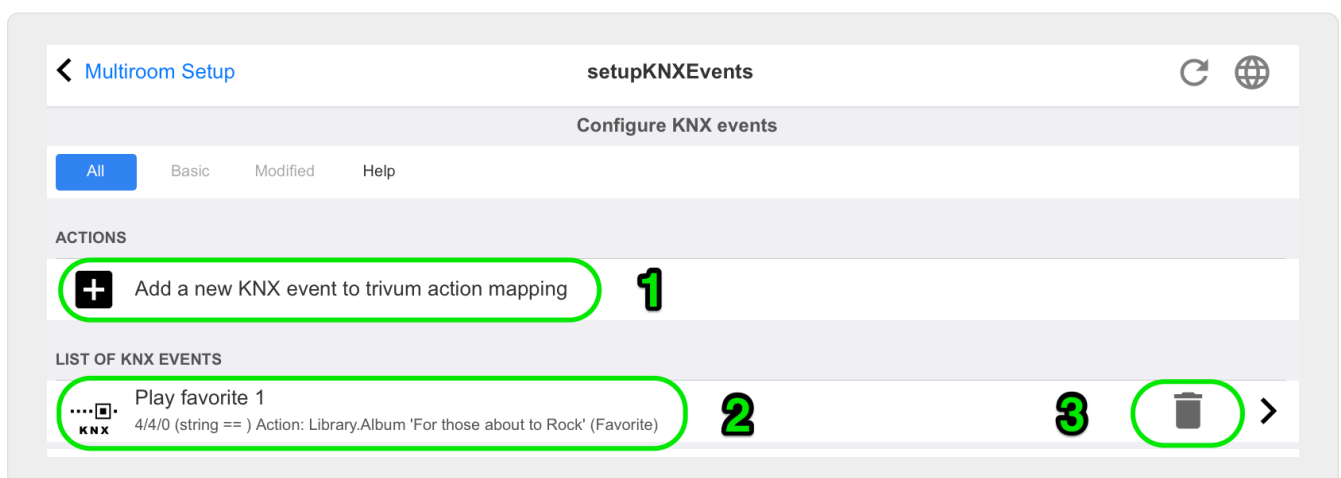 Multiroom Setup
setupKNXEvents
Configure KNX events
All Basic Modified Help
ACTIONS
Add a new KNX event to trivum action mapping
1
LIST OF KNX EVENTS
Play favorite 1
KNX
4/4/0 (string == ) Action: Library.Album 'For those about to Rock' (Favorite)
2
3